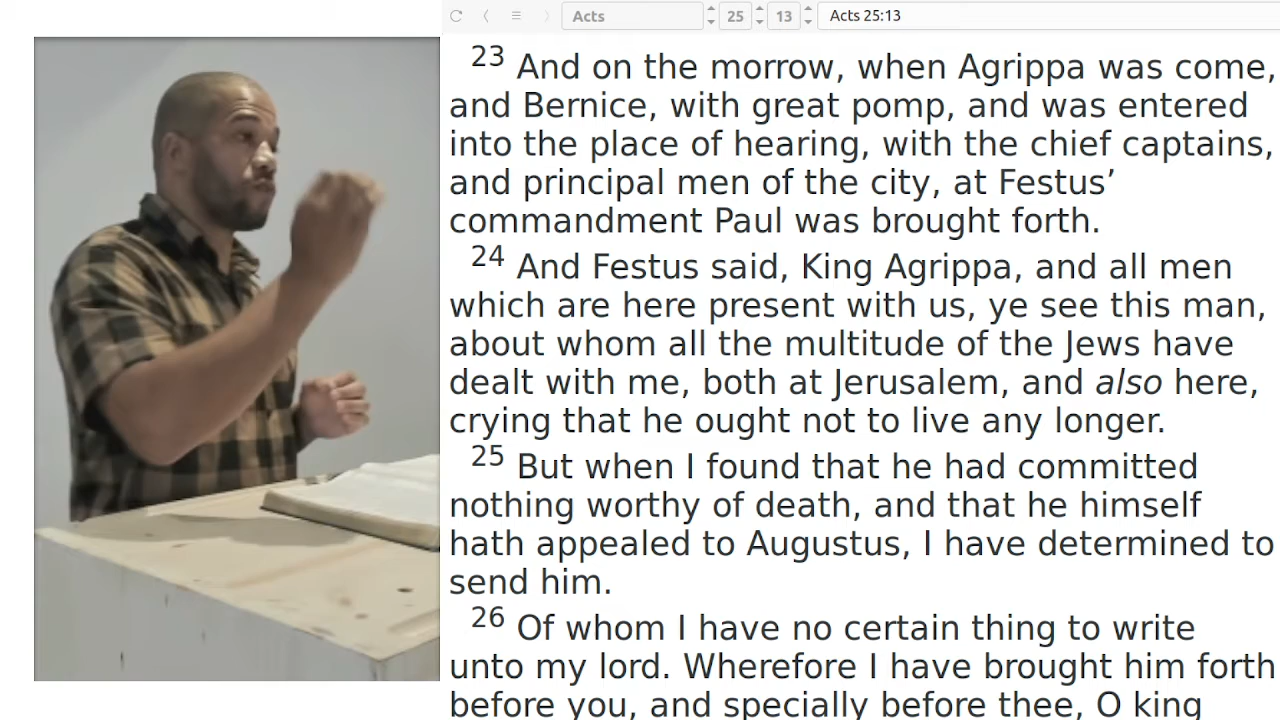 Acts 25 13 Acts 25:13
23 And on the morrow, when Agrippa was come,
and Bernice, with great pomp, and was entered
into the place of hearing, with the chief captains,
and principal men of the city, at Festus’
commandment Paul was brought forth.
24 And Festus said, King Agrippa, and all men
which are here present with us, ye see this man,
about whom all the multitude of the Jews have
dealt with me, both at Jerusalem, and also here,
crying that he ought not to live any longer.
25 But when I found that he had committed
nothing worthy of death, and that he himself
hath appealed to Augustus, I have determined to
send him.
26 Of whom I have no certain thing to write
unto my lord. Wherefore I have brought him forth
before you, and specially before thee, O king